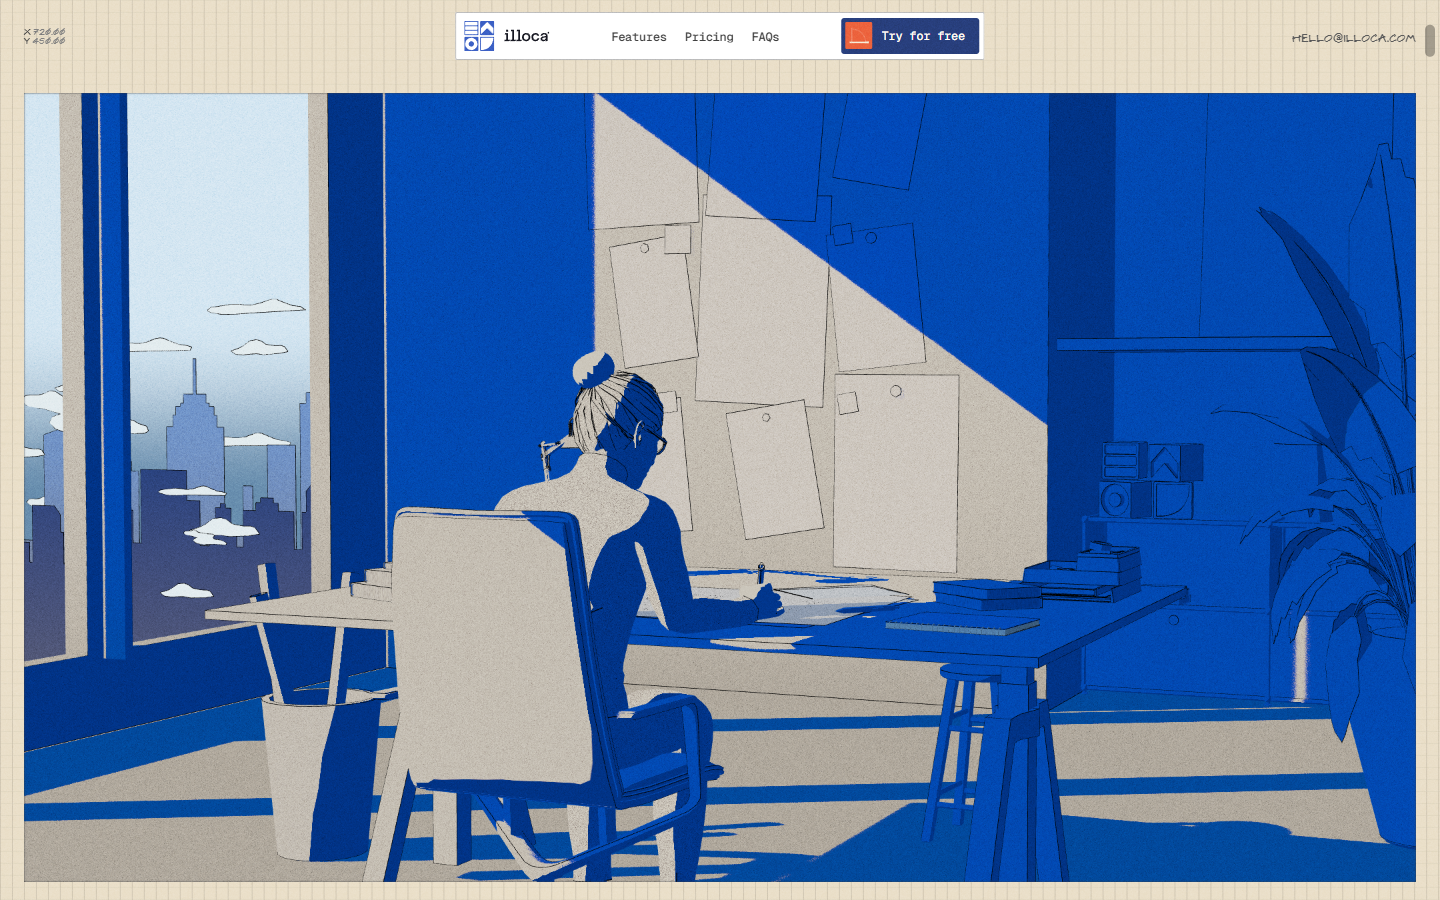 X 720.00
Y 450.00
illoca
Features Pricing FAQs
Try for free
HELLO@ILLOCA.COM